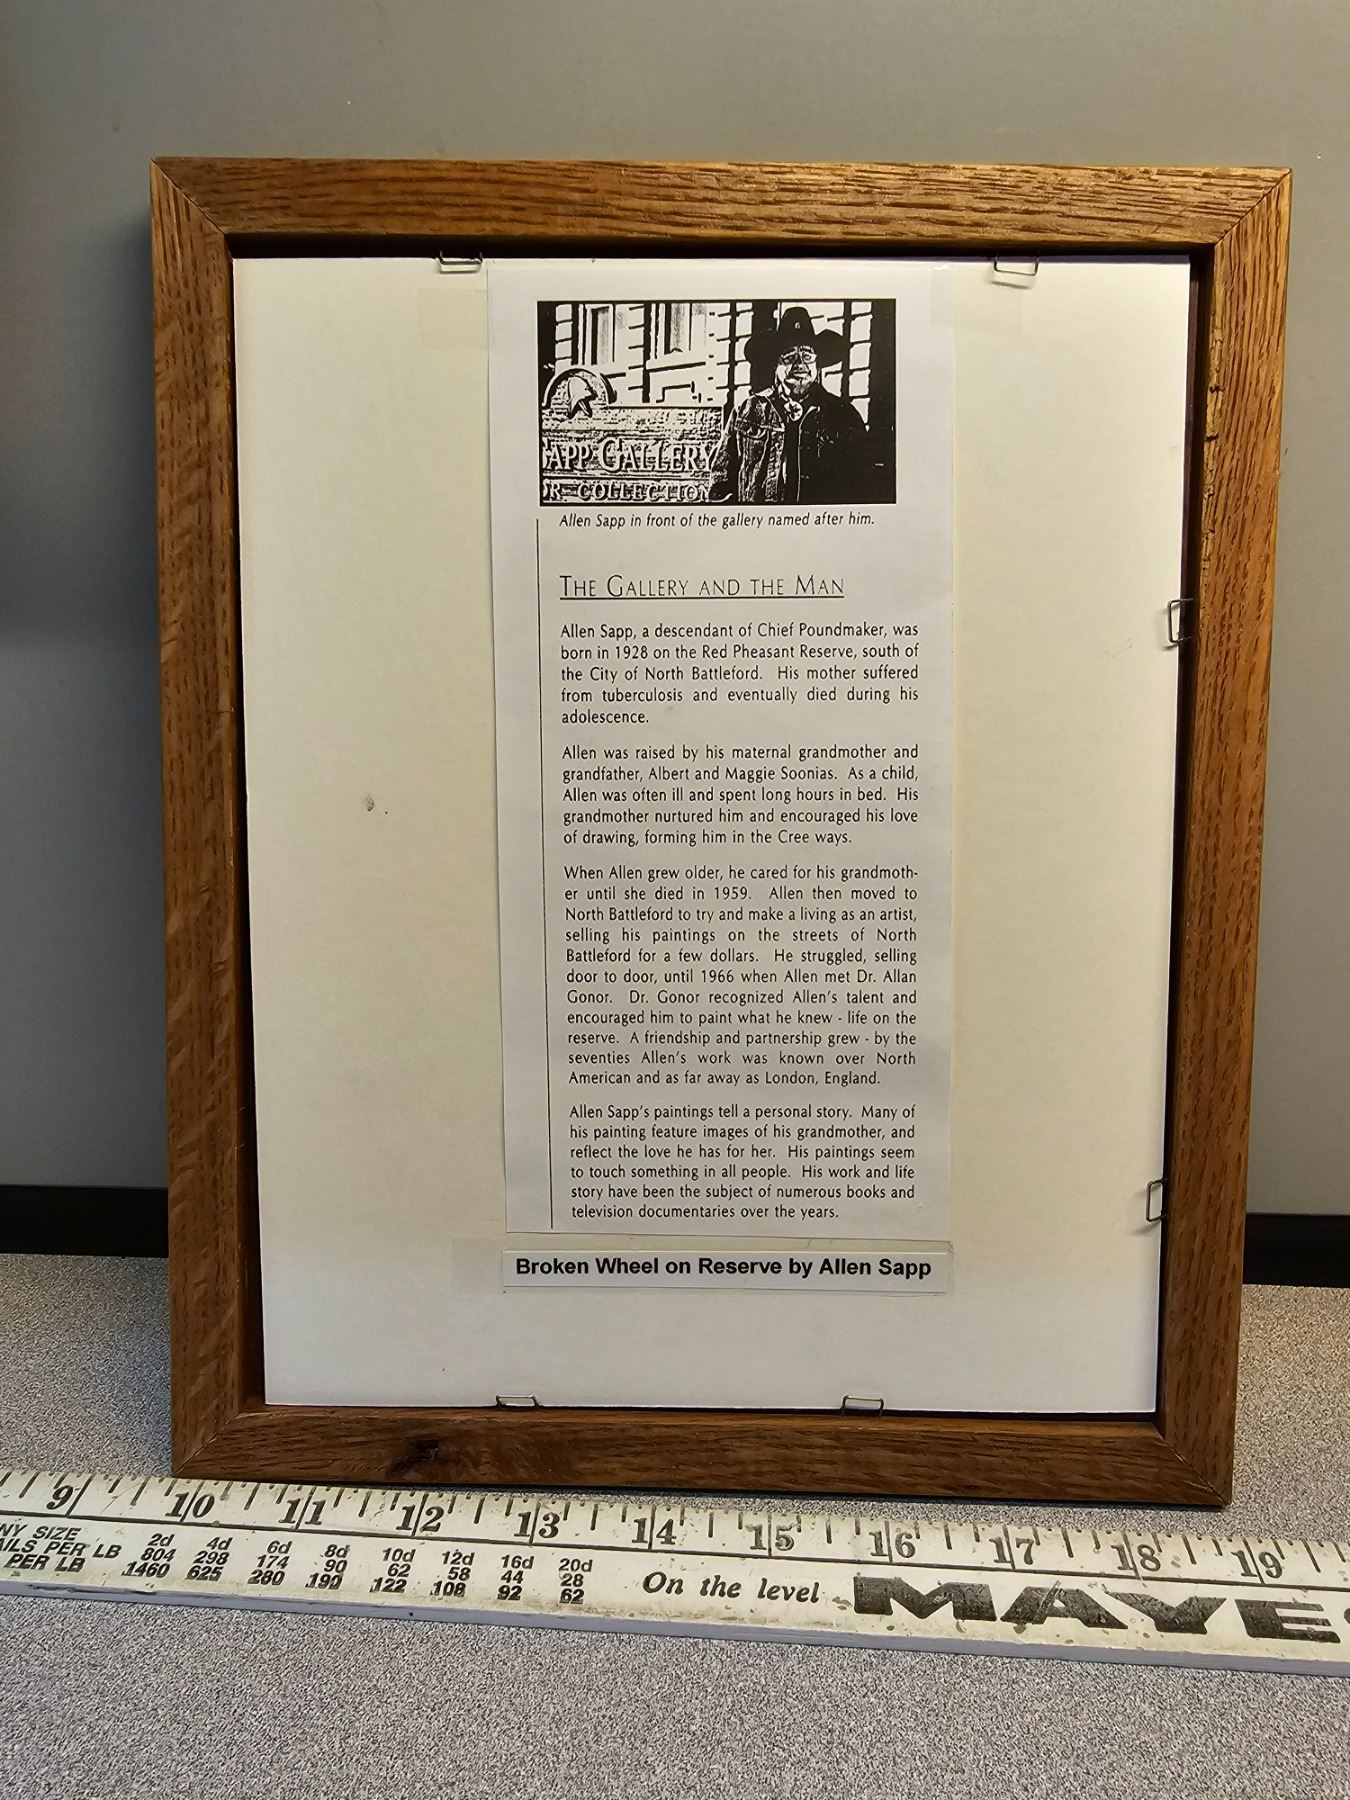 APP GALLERY
OR COLLECTION
Allen Sapp in front of the gallery named after him.
THE GALLERY AND THE MAN
Allen Sapp, a descendant of Chief Poundmaker, was
born in 1928 on the Red Pheasant Reserve, south of
the City of North Battleford. His mother suffered
from tuberculosis and eventually died during his
adolescence.
Allen was raised by his maternal grandmother and
grandfather, Albert and Maggie Soonias. As a child,
Allen was often ill and spent long hours in bed. His
grandmother nurtured him and encouraged his love
of drawing, forming him in the Cree ways.
When Allen grew older, he cared for his grandmoth-
er until she died in 1959. Allen then moved to
North Battleford to try and make a living as an artist,
selling his paintings on the streets of North
Battleford for a few dollars. He struggled, selling
door to door, until 1966 when Allen met Dr. Allan
Gonor. Dr. Gonor recognized Allen's talent and
encouraged him to paint what he knew - life on the
reserve. A friendship and partnership grew - by the
seventies Allen's work was known over North
American and as far away as London, England.
Allen Sapp's paintings tell a personal story. Many of
his painting feature images of his grandmother, and
reflect the love he has for her. His paintings seem
to touch something in all people. His work and life
story have been the subject of numerous books and
television documentaries over the years.
Broken Wheel on Reserve by Allen Sapp
9 10 11 12 13 14 15 16 17 18 19
NY SIZE 2d 4d 6d 8d 10d 12d 16d 20d
AILS PER LB 804 298 174 90 62 58 44 28
PER LB 1460 625 280 190 122 108 92 62
On the level MAYE